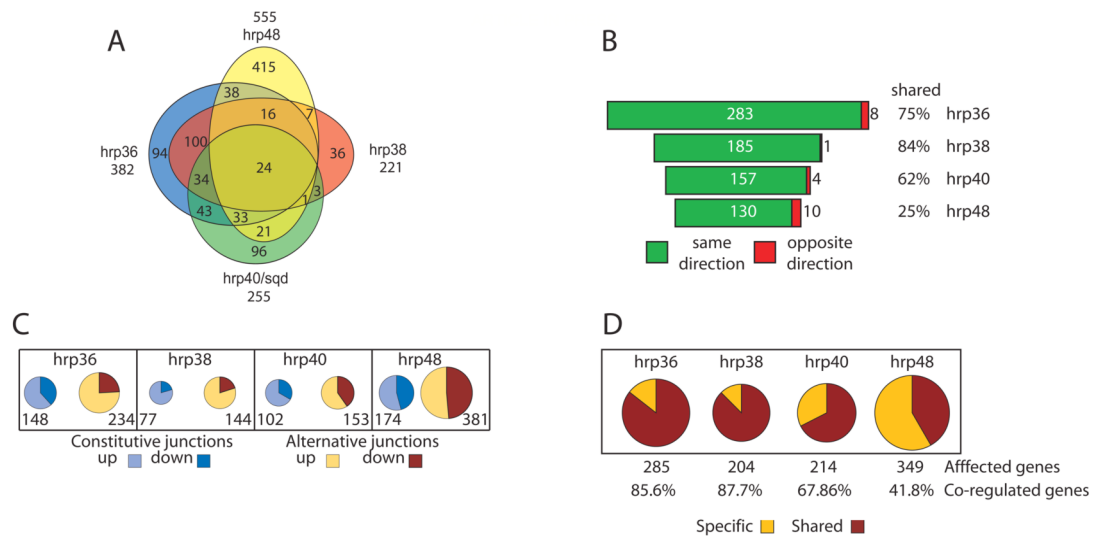 A
555
hrp48
415
38
16
7
hrp36
382
94
100
36
hrp38
221
24
34
3
1
43
33
21
96
hrp40/sqd
255
B
shared
283 8 75% hrp36
185 1 84% hrp38
157 4 62% hrp40
130 10 25% hrp48
same direction
opposite direction
C
hrp36 hrp38 hrp40 hrp48
148 234 77 144 102 153 174 381
Constitutive junctions Alternative junctions
up down up down
D
hrp36 hrp38 hrp40 hrp48
285 204 214 349 Afffected genes
85.6% 87.7% 67.86% 41.8% Co-regulated genes
Specific Shared